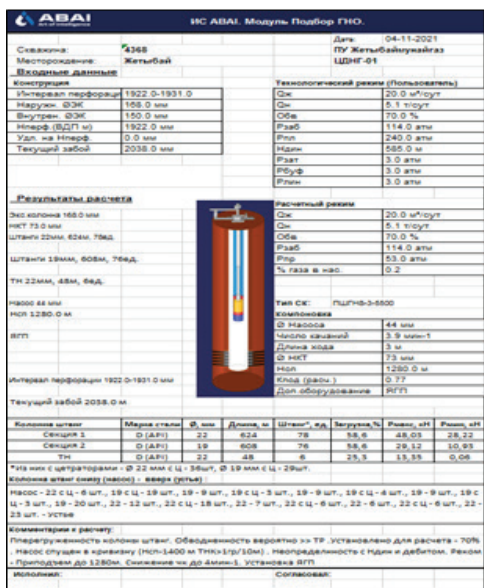 ABAI
ИС ABAI. Модуль Подбор ГНО.
Дата: 04-11-2021
Скважина: 4368 ПУ Жетыбаймунайгаз
Месторождение: Жетыбай ЦДНГ-01
Входные данные
Конструкция Технологический режим (Пользователь)
Интервал перфораци 1922.0-1931.0 Qж 20.0 м³/сут
Наружн. ØЭК 168.0 мм Qн 5.1 т/сут
Внутрен. ØЭК 150.0 мм Обв 70.0 %
Нперф.(ВДП м) 1922.0 мм Рзаб 114.0 атм
Удл. на Нперф. 0.0 мм Рпл 240.0 атм
Текущий забой 2038.0 мм Ндин 585.0 м
Рзат 3.0 атм
Рбуф 3.0 атм
Рлин 3.0 атм
Результаты расчета Расчетный режим
Экс.колонна 168.0 мм Qж 20.0 м³/сут
НКТ 73.0 мм Qн 5.1 т/сут
Штанги 22мм, 624м, 78ед. Обв 70.0 %
Рзаб 114.0 атм
Штанги 19мм, 608м, 76ед. Рпр 53.0 атм
% газа в нас. 0.2
ТН 22мм, 48м, 6ед.
Насос 44 мм Тип СК: ПШГН8-3-5500
Нсп 1280.0 м Компоновка
Ø Насоса 44 мм
ЯГП Число качаний 3.9 мин-1
Длина хода 3 м
Ø НКТ 73 мм
Интервал перфорации 1922.0-1931.0 мм Нсп 1280.0 м
Кпод (расч.) 0.77
Текущий забой 2038.0 м Доп.оборудование ЯГП
Колонна штанг Марка стали Ø, мм Длина, м Штанг*, ед. Загрузка,% Рмакс, кН Рмин, кН
Секция 1 D (API) 22 624 78 58,6 48,03 28,22
Секция 2 D (API) 19 608 76 58,6 29,12 10,93
ТН D (API) 22 48 6 25,3 13,35 0,06
*Из них с центраторами - Ø 22 мм с Ц - 36шт, Ø 19 мм с Ц - 29шт.
Колонна штанг снизу (насос) - вверх (устье) :
Насос - 22 с Ц - 6 шт., 19 с Ц - 19 шт., 19 - 9 шт., 19 с Ц - 3 шт., 19 - 9 шт., 19 с Ц - 4 шт., 19 - 9 шт., 19 с
Ц - 3 шт., 19 - 20 шт., 22 - 12 шт., 22 с Ц - 18 шт., 22 - 7 шт., 22 с Ц - 6 шт., 22 - 6 шт., 22 с Ц - 6 шт., 22 -
23 шт. - Устье
Комментарии к расчету:
Пперегруженность колоны штанг. Обводненность вероятно >> ТР .Установлено для расчета - 70%
. Насос спущен в кривизну (Нсп-1400 м ТНК>1гр/10м) . Неопределнность с Ндин и дебитом. Реком
- Приподъем до 1280м. Снижение чк до 4мин-1. Установка ЯГП
Исполнил: Согласовал: